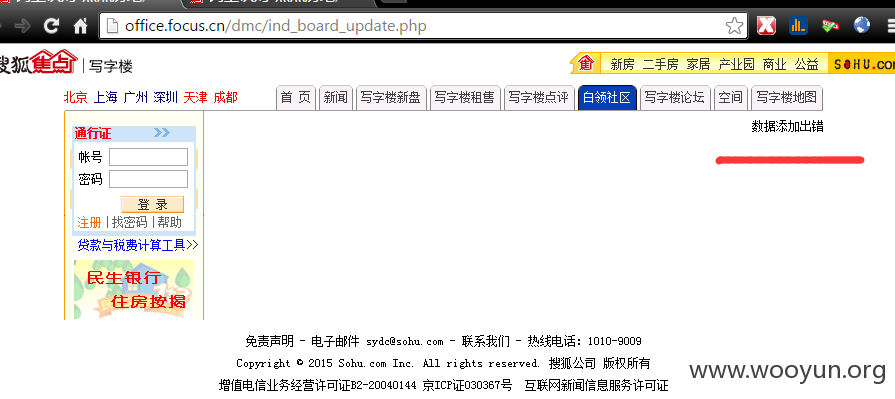 office.focus.cn/dmc/ind_board_update.php
搜狐焦点 | 写字楼
新房 二手房 家居 产业园 商业 公益 SOHU.com
北京 上海 广州 深圳 天津 成都
首 页 新闻 写字楼新盘 写字楼租售 写字楼点评 白领社区 写字楼论坛 空间 写字楼地图
数据添加出错
通行证 >>
帐号
密码
登 录
注册 | 找密码 | 帮助
贷款与税费计算工具>>
民生银行
住房按揭
免责声明 - 电子邮件 sydc@sohu.com - 联系我们 - 热线电话：1010-9009
Copyright © 2015 Sohu.com Inc. All rights reserved. 搜狐公司 版权所有
增值电信业务经营许可证B2-20040144 京ICP证030367号 互联网新闻信息服务许可证
www.wooyun.org